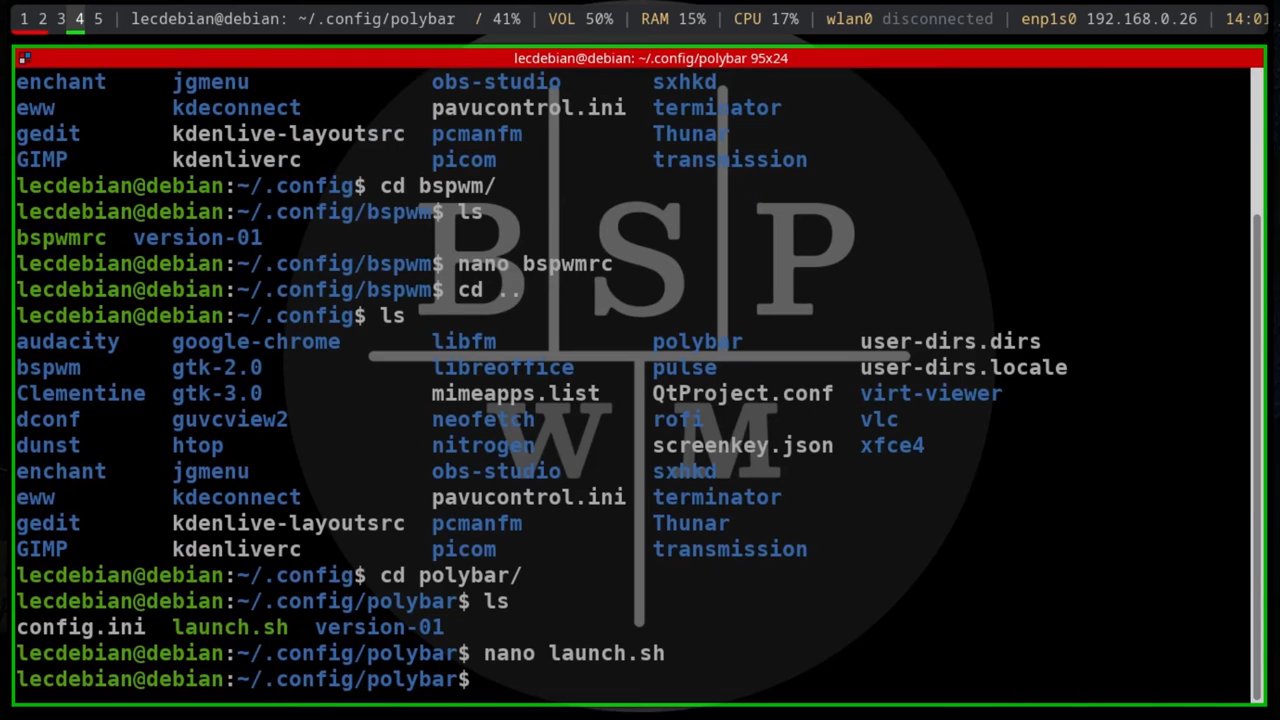 1 2 3 4 5 | lecdebian@debian: ~/.config/polybar / 41% | VOL 50% | RAM 15% | CPU 17% | wlan0 disconnected | enp1s0 192.168.0.26 | 14:01
lecdebian@debian: ~/.config/polybar 95x24
enchant jgmenu obs-studio sxhkd
eww kdeconnect pavucontrol.ini terminator
gedit kdenlive-layoutsrc pcmanfm Thunar
GIMP kdenliverc picom transmission
lecdebian@debian:~/.config$ cd bspwm/
lecdebian@debian:~/.config/bspwm$ ls
bspwmrc version-01
lecdebian@debian:~/.config/bspwm$ nano bspwmrc
lecdebian@debian:~/.config/bspwm$ cd ..
lecdebian@debian:~/.config$ ls
audacity google-chrome libfm polybar user-dirs.dirs
bspwm gtk-2.0 libreoffice pulse user-dirs.locale
Clementine gtk-3.0 mimeapps.list QtProject.conf virt-viewer
dconf guvcview2 neofetch rofi vlc
dunst htop nitrogen screenkey.json xfce4
enchant jgmenu obs-studio sxhkd
eww kdeconnect pavucontrol.ini terminator
gedit kdenlive-layoutsrc pcmanfm Thunar
GIMP kdenliverc picom transmission
lecdebian@debian:~/.config$ cd polybar/
lecdebian@debian:~/.config/polybar$ ls
config.ini launch.sh version-01
lecdebian@debian:~/.config/polybar$ nano launch.sh
lecdebian@debian:~/.config/polybar$
B S P
W M